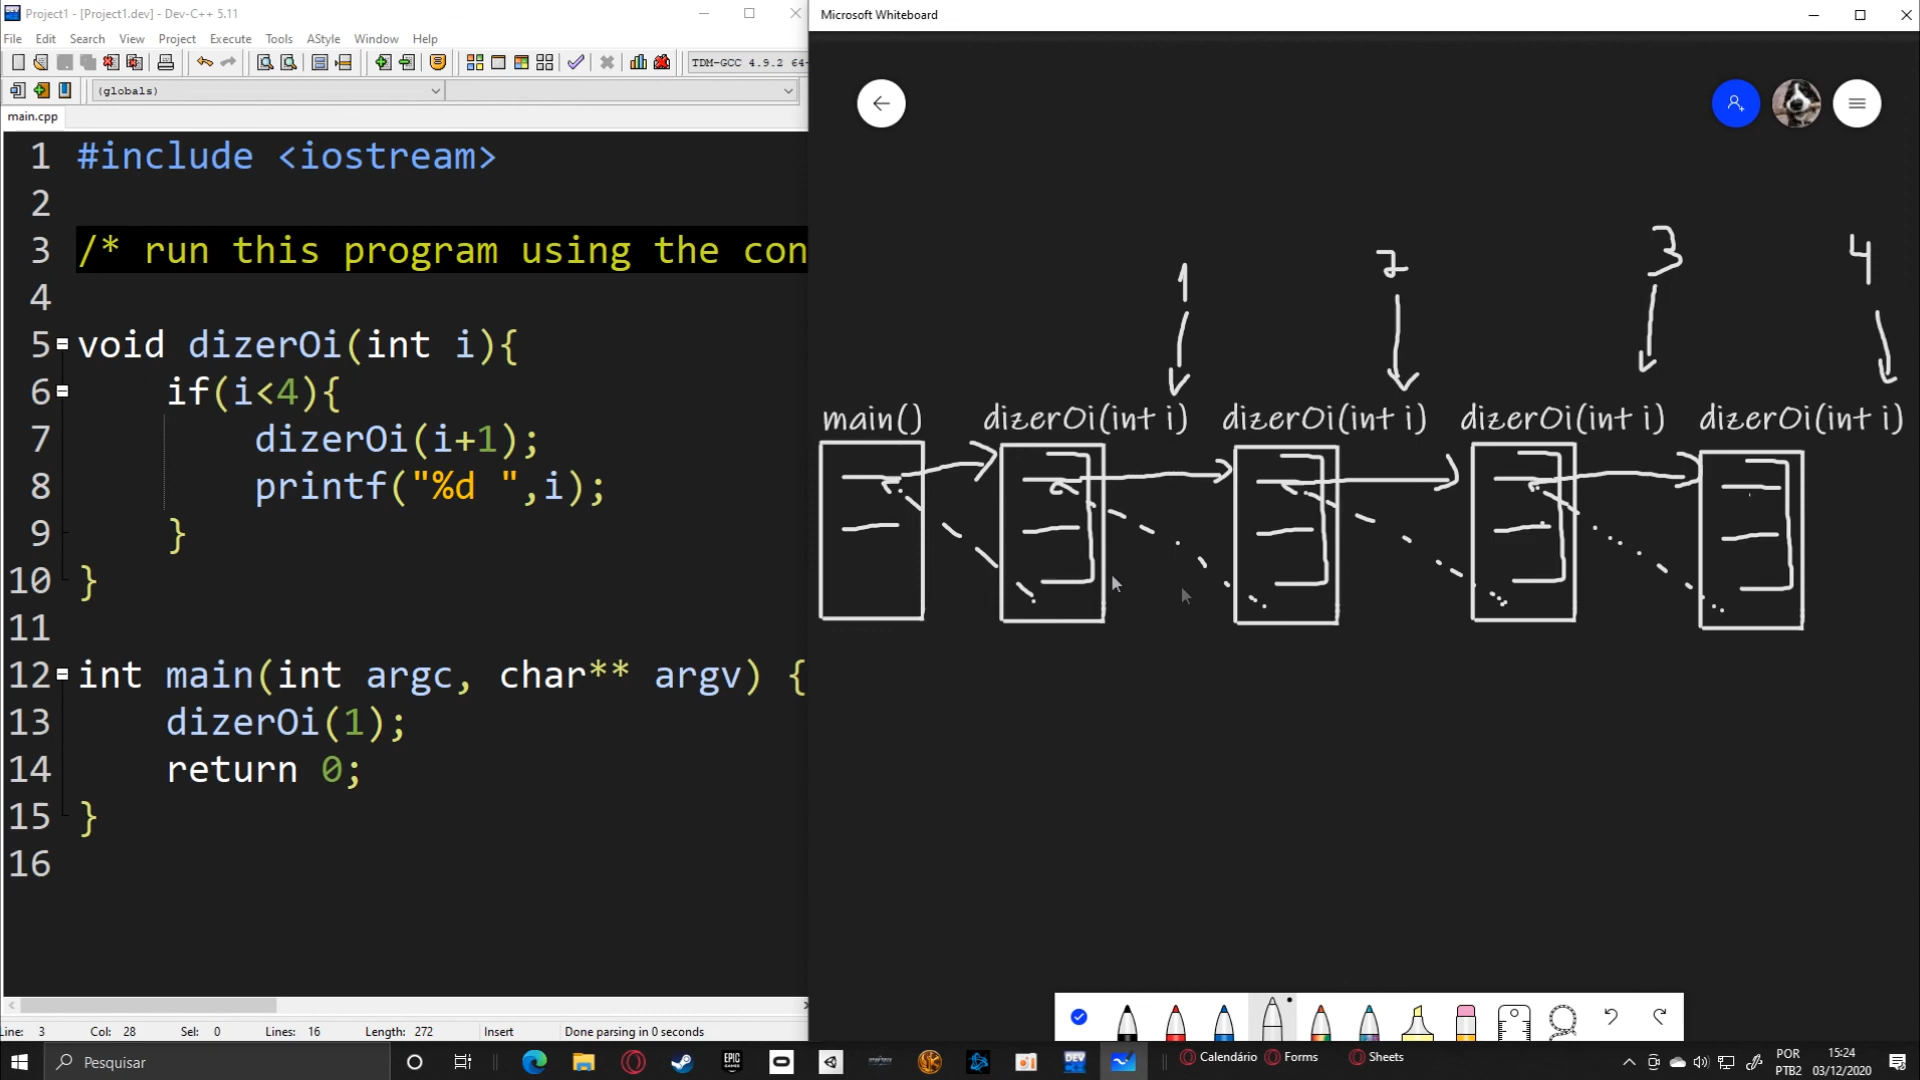 Project1 - [Project1.dev] - Dev-C++ 5.11
File Edit Search View Project Execute Tools AStyle Window Help
TDM-GCC 4.9.2 64-
(globals)
main.cpp
1 #include <iostream>
2
3 /* run this program using the con
4
5 void dizerOi(int i){
6 if(i<4){
7 dizerOi(i+1);
8 printf("%d ",i);
9 }
10 }
11
12 int main(int argc, char** argv) {
13 dizerOi(1);
14 return 0;
15 }
16
Line: 3 Col: 28 Sel: 0 Lines: 16 Length: 272 Insert Done parsing in 0 seconds
Microsoft Whiteboard
1 2 3 4
main() dizerOi(int i) dizerOi(int i) dizerOi(int i) dizerOi(int i)
Pesquisar
EPIC GAMES
DEV
Calendário Forms Sheets
POR
PTB2
15:24
03/12/2020